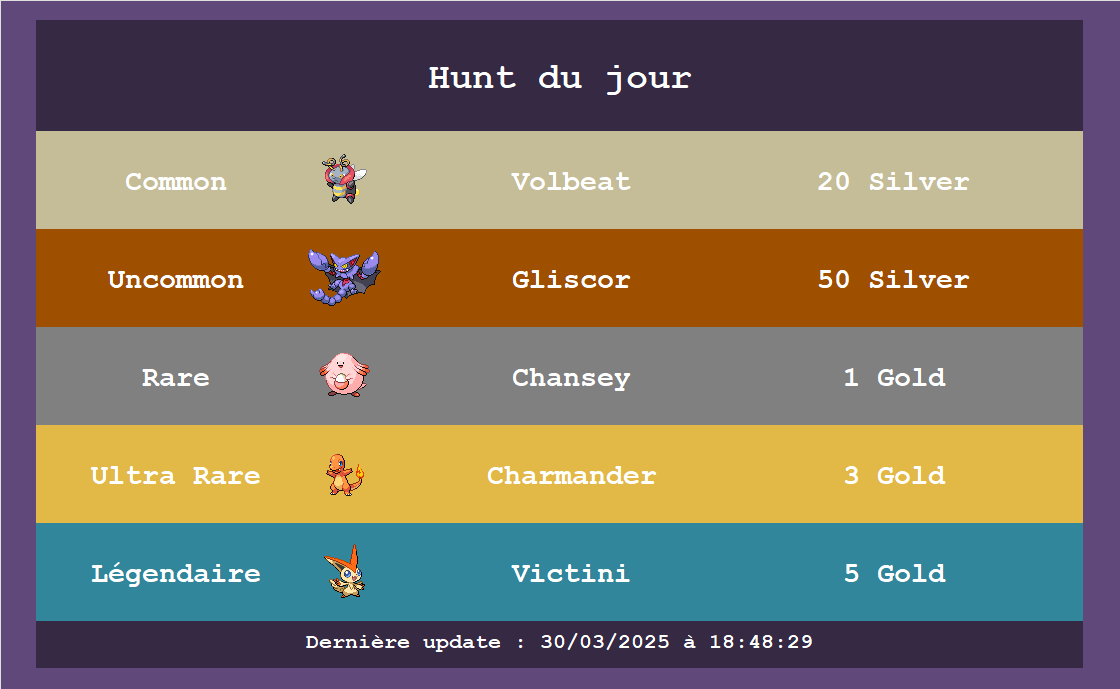 Hunt du jour
Common Volbeat 20 Silver
Uncommon Gliscor 50 Silver
Rare Chansey 1 Gold
Ultra Rare Charmander 3 Gold
Légendaire Victini 5 Gold
Dernière update : 30/03/2025 à 18:48:29